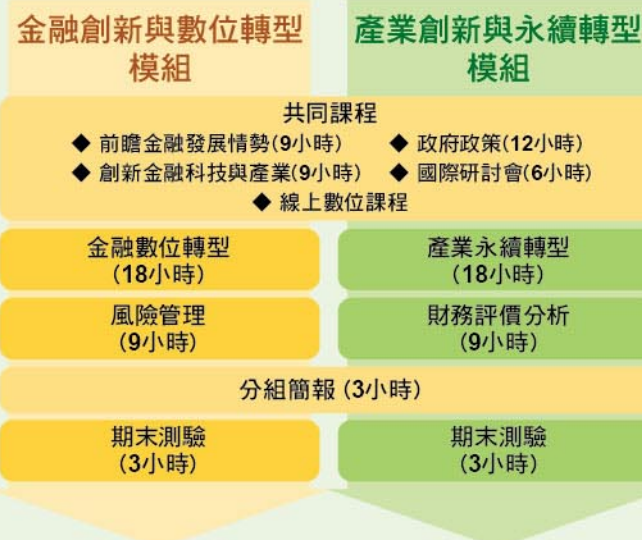 金融創新與數位轉型
模組
產業創新與永續轉型
模組
共同課程
◆ 前瞻金融發展情勢(9小時) ◆ 政府政策(12小時)
◆ 創新金融科技與產業(9小時) ◆ 國際研討會(6小時)
◆ 線上數位課程
金融數位轉型
(18小時)
產業永續轉型
(18小時)
風險管理
(9小時)
財務評價分析
(9小時)
分組簡報 (3小時)
期末測驗
(3小時)
期末測驗
(3小時)